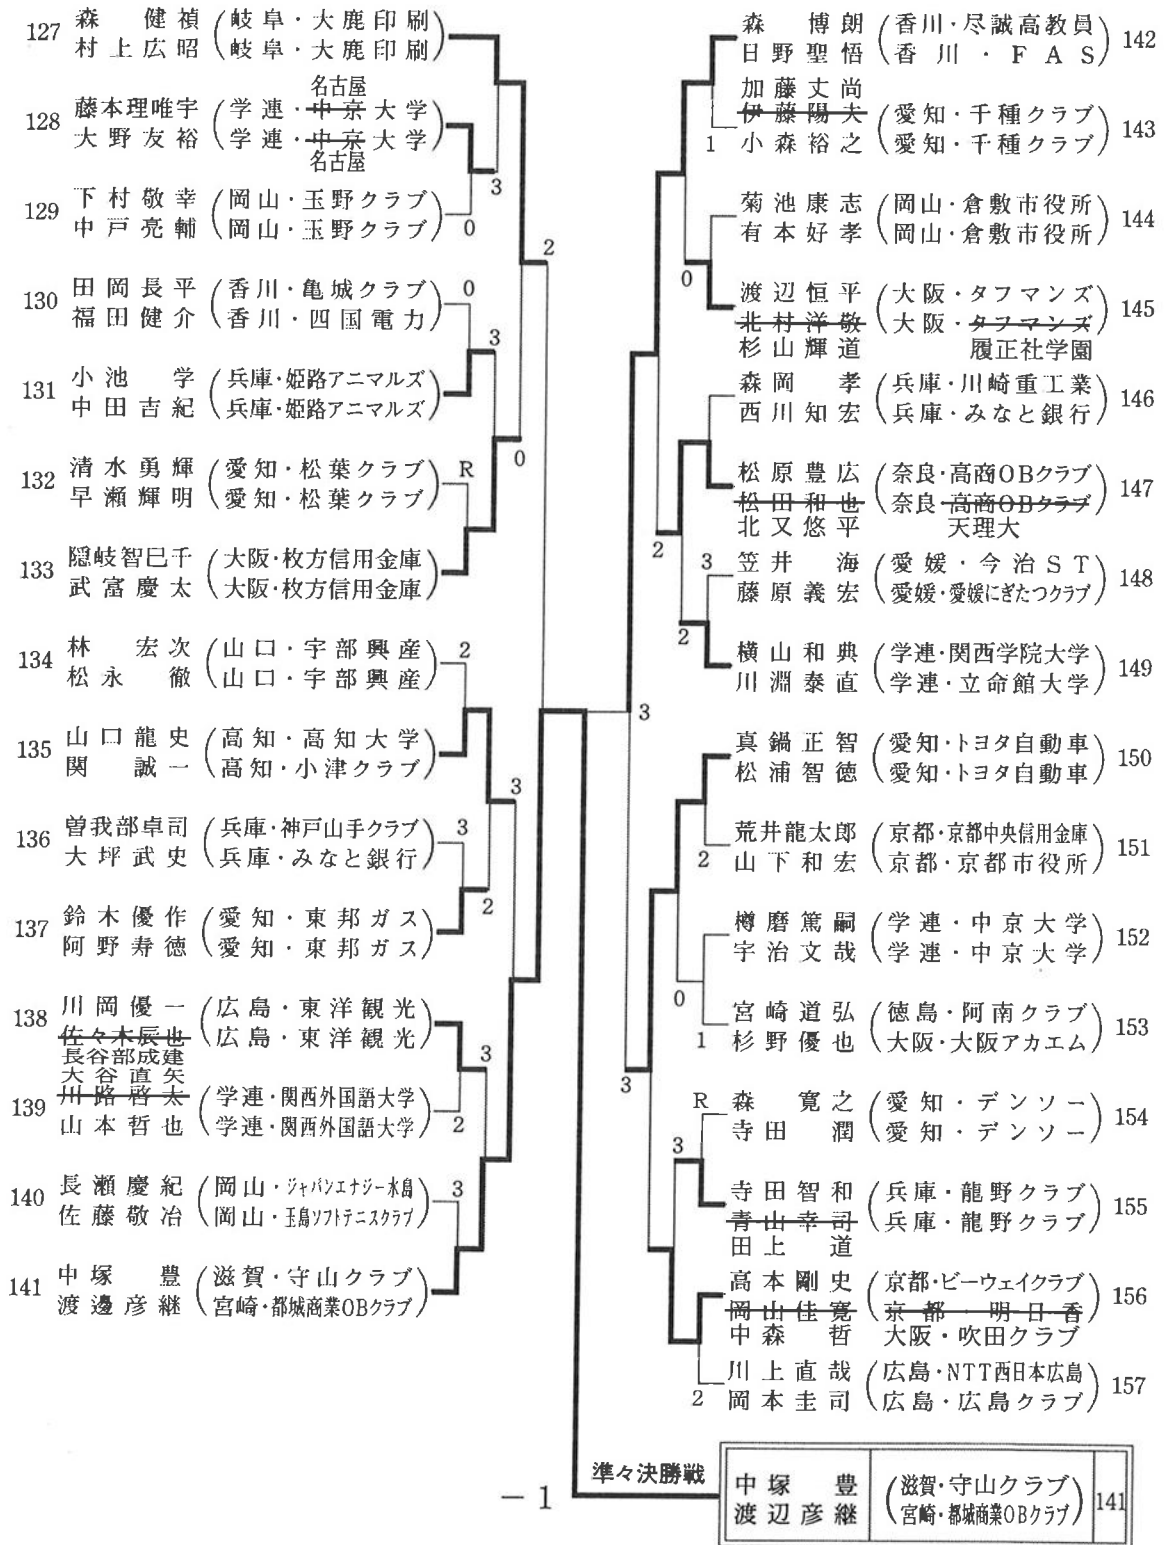 127 森 健禎 (岐阜・大鹿印刷)
村上広昭 (岐阜・大鹿印刷)
名古屋
128 藤本理唯宇 (学連・中京大学)
大野友裕 (学連・中京大学)
名古屋
3
129 下村敬幸 (岡山・玉野クラブ)
中戸亮輔 (岡山・玉野クラブ) 0
2
130 田岡長平 (香川・亀城クラブ) 0
福田健介 (香川・四国電力)
3
131 小池 学 (兵庫・姫路アニマルズ)
中田吉紀 (兵庫・姫路アニマルズ)
0
132 清水勇輝 (愛知・松葉クラブ) R
早瀬輝明 (愛知・松葉クラブ)
133 隠岐智巳千 (大阪・枚方信用金庫)
武富慶太 (大阪・枚方信用金庫)
134 林 宏次 (山口・宇部興産) 2
松永 徹 (山口・宇部興産)
135 山口龍史 (高知・高知大学)
関 誠一 (高知・小津クラブ)
3
136 曽我部卓司 (兵庫・神戸山手クラブ) 3
大坪武史 (兵庫・みなと銀行)
2
137 鈴木優作 (愛知・東邦ガス)
阿野寿徳 (愛知・東邦ガス)
138 川岡優一 (広島・東洋観光)
佐々木辰也 (広島・東洋観光)
長谷部成建
3
大谷直矢
139 川路啓太 (学連・関西外国語大学)
山本哲也 (学連・関西外国語大学) 2
140 長瀬慶紀 (岡山・ジャパンエナジー水島) 3
佐藤敬治 (岡山・玉島ソフトテニスクラブ)
141 中塚 豊 (滋賀・守山クラブ)
渡邊彦継 (宮崎・都城商業OBクラブ)
森 博朗 (香川・尽誠高教員) 142
日野聖悟 (香川・FAS)
加藤丈尚
伊藤陽夫 (愛知・千種クラブ) 143
1 小森裕之 (愛知・千種クラブ)
菊池康志 (岡山・倉敷市役所) 144
有本好孝 (岡山・倉敷市役所)
0
渡辺恒平 (大阪・タフマンズ) 145
北村洋敬 (大阪・タフマンズ)
杉山輝道 履正社学園
森岡 孝 (兵庫・川崎重工業) 146
西川知宏 (兵庫・みなと銀行)
松原豊広 (奈良・高商OBクラブ) 147
松田和也 (奈良・高商OBクラブ)
北又悠平 天理大
2
3 笠井 海 (愛媛・今治ST) 148
藤原義宏 (愛媛・愛媛にぎたつクラブ)
2
横山和典 (学連・関西学院大学) 149
川淵泰直 (学連・立命館大学)
3
真鍋正智 (愛知・トヨタ自動車) 150
松浦智徳 (愛知・トヨタ自動車)
荒井龍太郎 (京都・京都中央信用金庫) 151
2 山下和宏 (京都・京都市役所)
樽磨篤嗣 (学連・中京大学) 152
宇治文哉 (学連・中京大学)
0
宮崎道弘 (徳島・阿南クラブ) 153
1 杉野優也 (大阪・大阪アカエム)
3
R 森 寛之 (愛知・デンソー) 154
寺田 潤 (愛知・デンソー)
3
寺田智和 (兵庫・龍野クラブ) 155
青山幸司 (兵庫・龍野クラブ)
田上 道
高本剛史 (京都・ビーウェイクラブ) 156
岡山佳寛 (京都・明日香)
中森 哲 大阪・吹田クラブ
川上直哉 (広島・NTT西日本広島) 157
2 岡本圭司 (広島・広島クラブ)
準々決勝戦
中塚 豊 (滋賀・守山クラブ) 141
渡辺彦継 (宮崎・都城商業OBクラブ)
－1